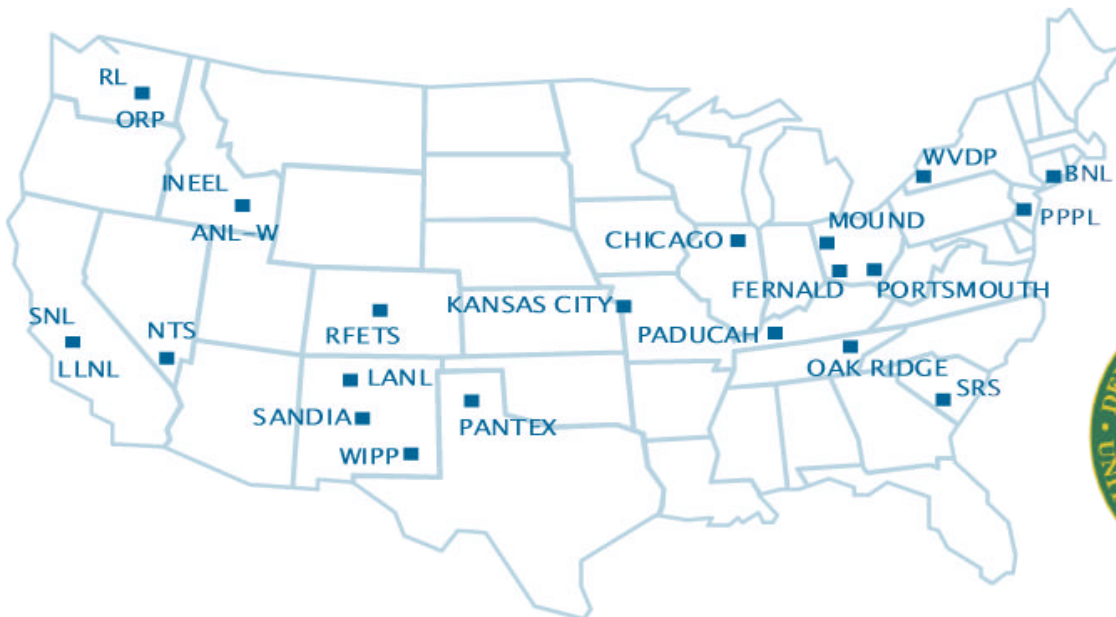 RL
ORP
WVDP
BNL
INEEL
ANL-W
PPPL
MOUND
CHICAGO
FERNALD
PORTSMOUTH
KANSAS CITY
SNL
NTS
RFETS
PADUCAH
LLNL
OAK RIDGE
LANL
SRS
SANDIA
PANTEX
WIPP